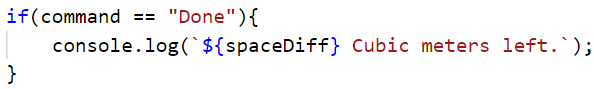 if(command == "Done"){
    console.log(`${spaceDiff} Cubic meters left.`);
}